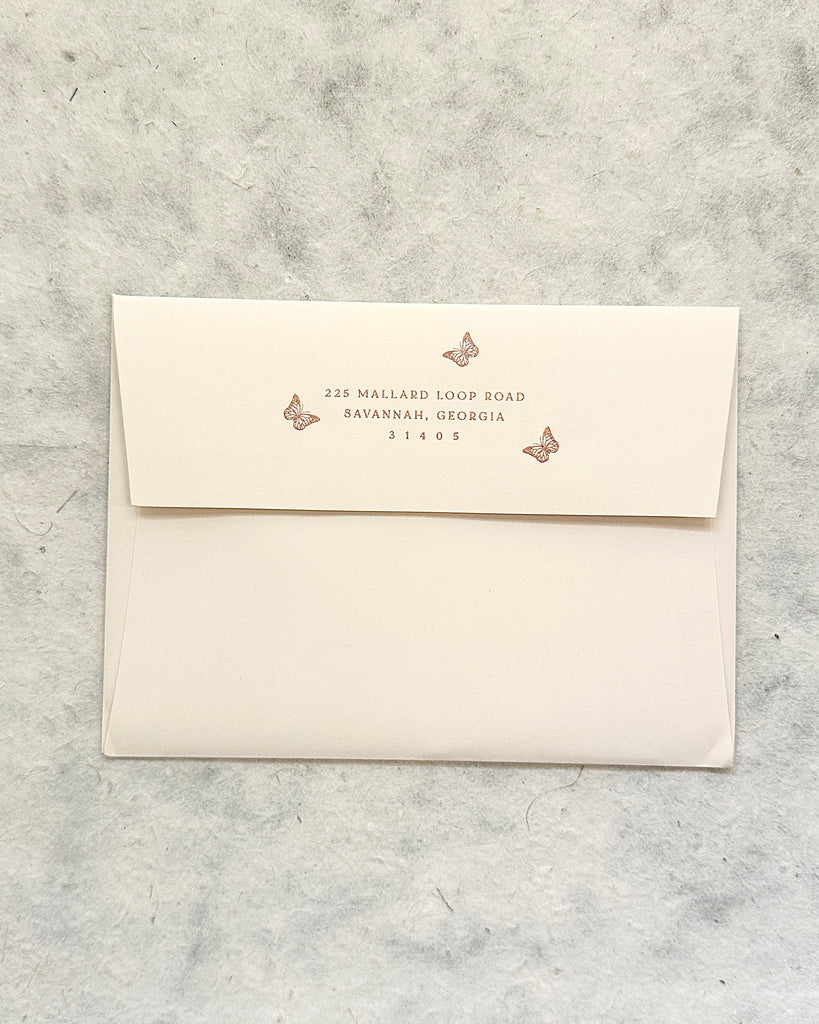 225 MALLARD LOOP ROAD
SAVANNAH, GEORGIA
31405